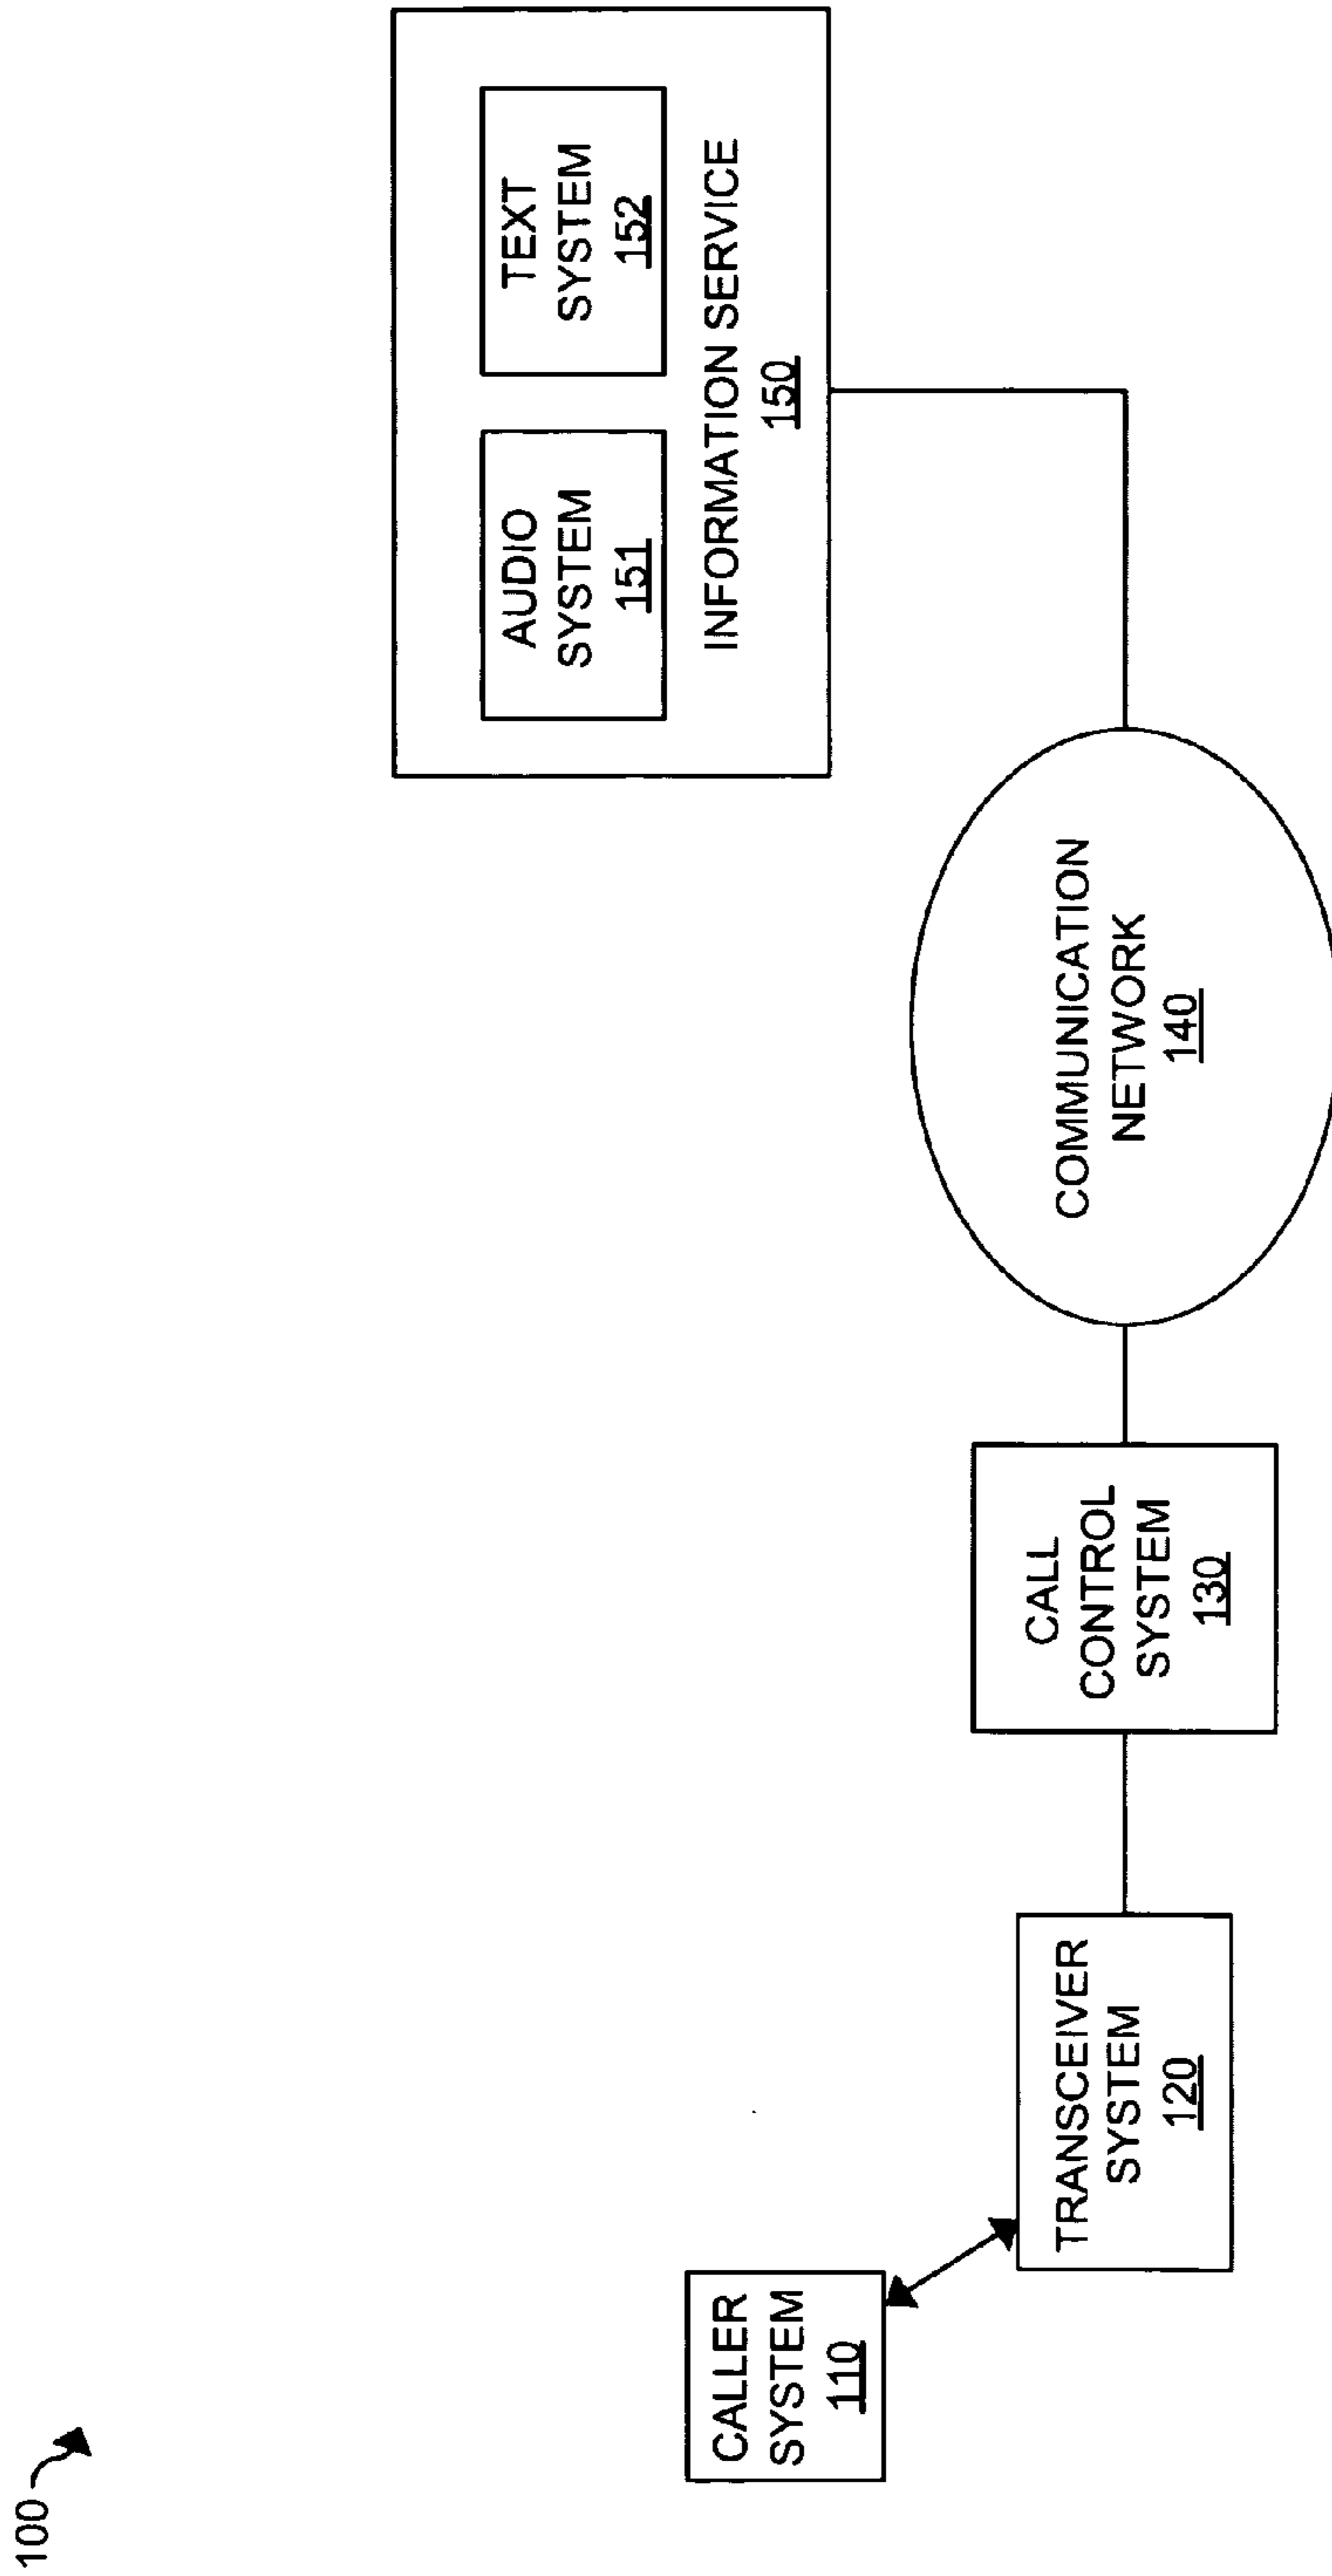 100
AUDIO
SYSTEM
151
TEXT
SYSTEM
152
INFORMATION SERVICE
150
CALLER
SYSTEM
110
TRANSCEIVER
SYSTEM
120
CALL
CONTROL
SYSTEM
130
COMMUNICATION
NETWORK
140